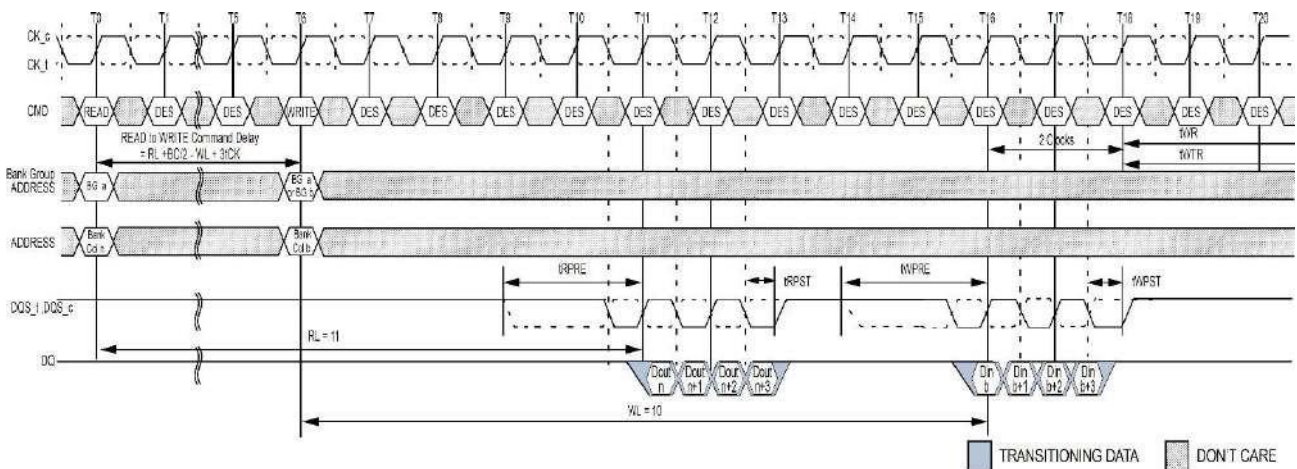 T0 T1 T5 T6 T7 T8 T9 T10 T11 T12 T13 T14 T15 T16 T17 T18 T19 T20
CK_c
CK_t
CMD READ DES DES WRITE DES DES DES DES DES DES DES DES DES DES DES DES DES DES
READ to WRITE Command Delay
= RL +BC/2 - WL + 3tCK
2 Clocks
tWR
tWTR
Bank Group
ADDRESS
BG a
BG a
or BG b
ADDRESS
Bank
Col n
Bank
Col b
tRPRE
tRPST
tWPRE
tWPST
DQS_t ,DQS_c
RL = 11
DQ
Dout
n
Dout
n+1
Dout
n+2
Dout
n+3
Din
b
Din
b+1
Din
b+2
Din
b+3
WL = 10
TRANSITIONING DATA
DON'T CARE